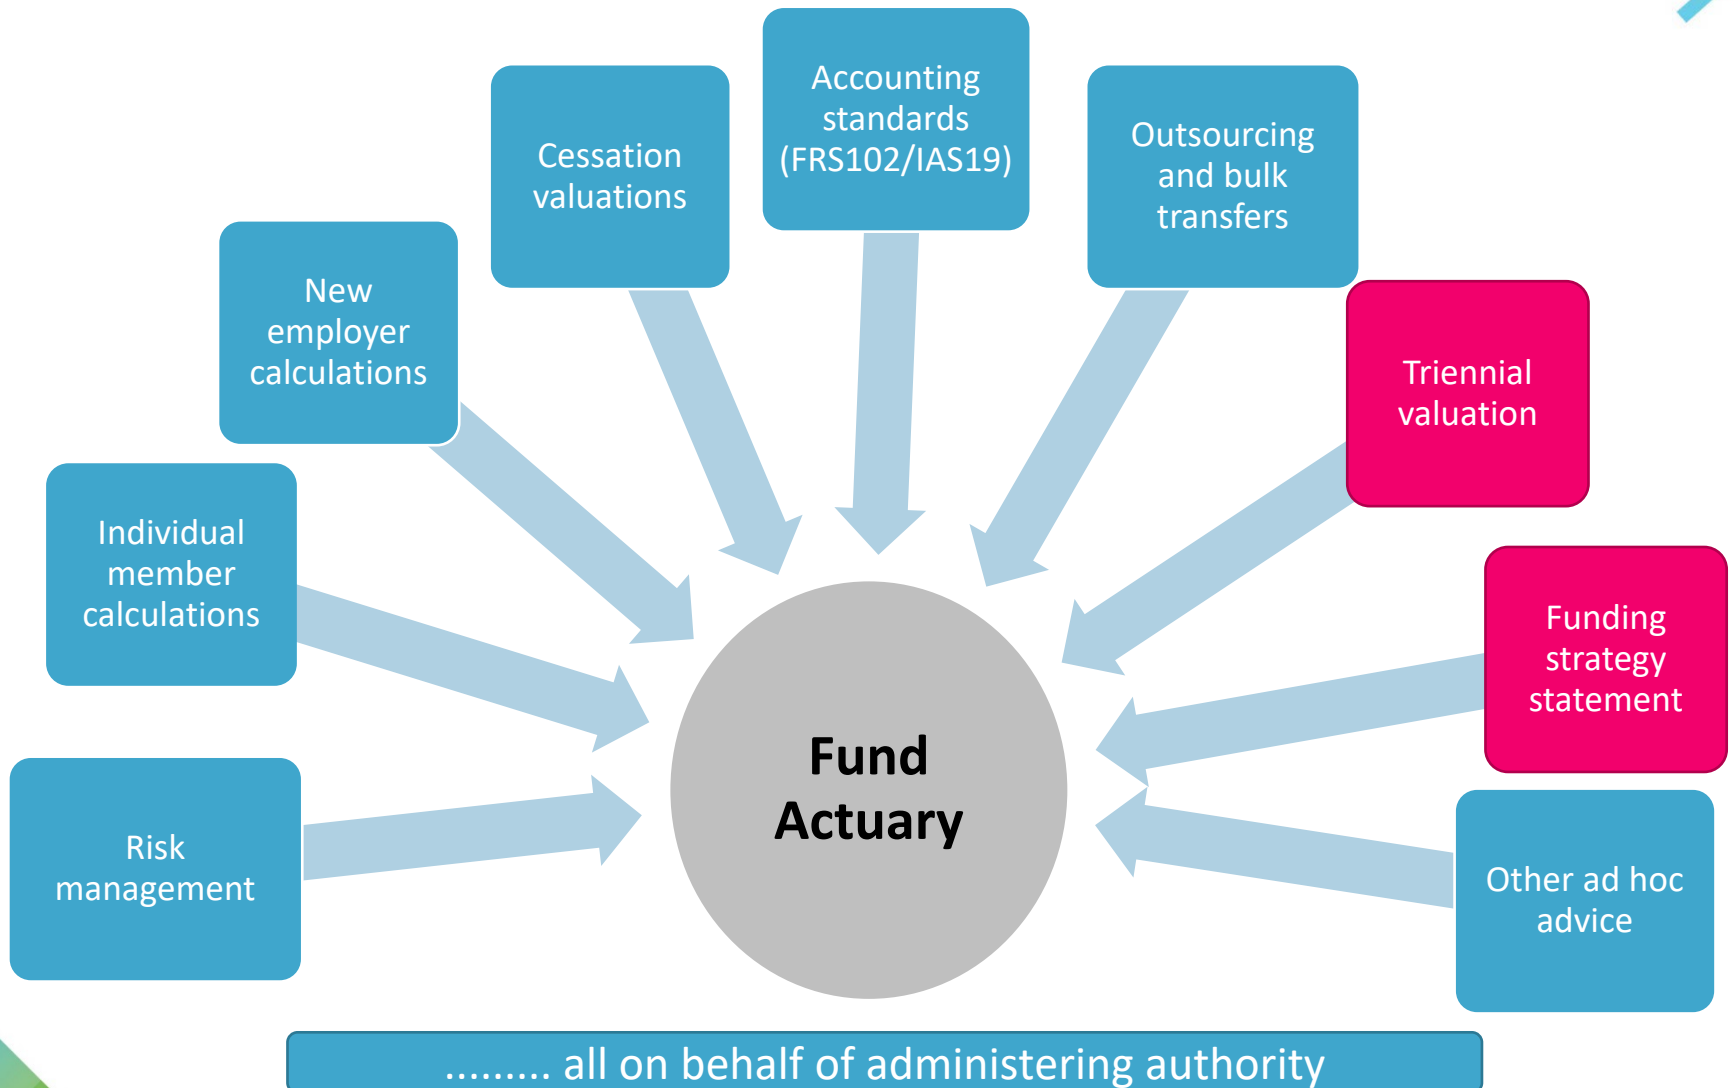 Accounting
standards
(FRS102/IAS19)
Cessation
valuations
Outsourcing
and bulk
transfers
New
employer
calculations
Triennial
valuation
Individual
member
calculations
Funding
strategy
statement
Risk
management
Fund
Actuary
Other ad hoc
advice
......... all on behalf of administering authority